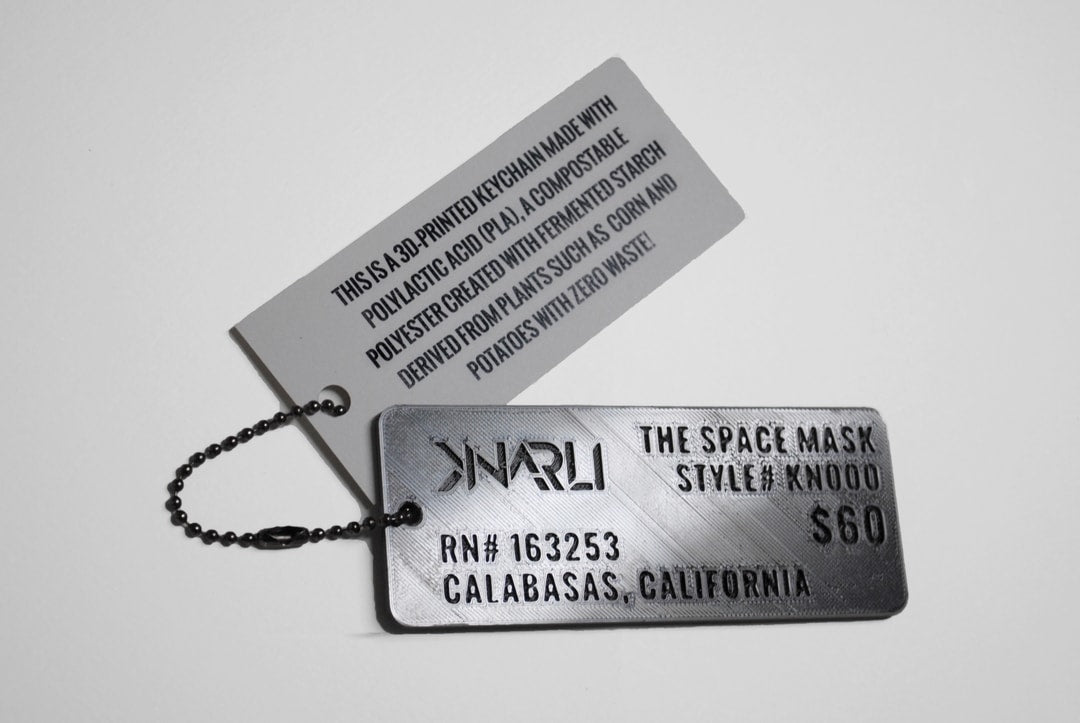 THIS IS A 3D-PRINTED KEYCHAIN MADE WITH
POLYLACTIC ACID (PLA), A COMPOSTABLE
POLYESTER CREATED WITH FERMENTED STARCH
DERIVED FROM PLANTS SUCH AS CORN AND
POTATOES WITH ZERO WASTE!
KNARLI
THE SPACE MASK
STYLE# KN000
$60
RN# 163253
CALABASAS, CALIFORNIA